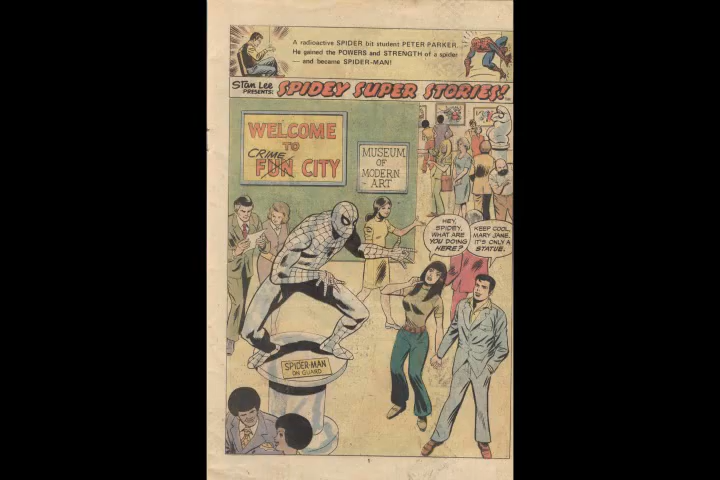 A radioactive SPIDER bit student PETER PARKER...
He gained the POWERS and STRENGTH of a spider
— and became SPIDER-MAN!
Stan Lee
PRESENTS:
SPIDEY SUPER STORIES!
WELCOME
TO
CRIME
FUN CITY
MUSEUM
OF
MODERN
ART
HEY,
SPIDEY,
WHAT ARE
YOU DOING
HERE?
KEEP COOL,
MARY JANE,
IT'S ONLY A
STATUE.
SPIDER-MAN
ON GUARD